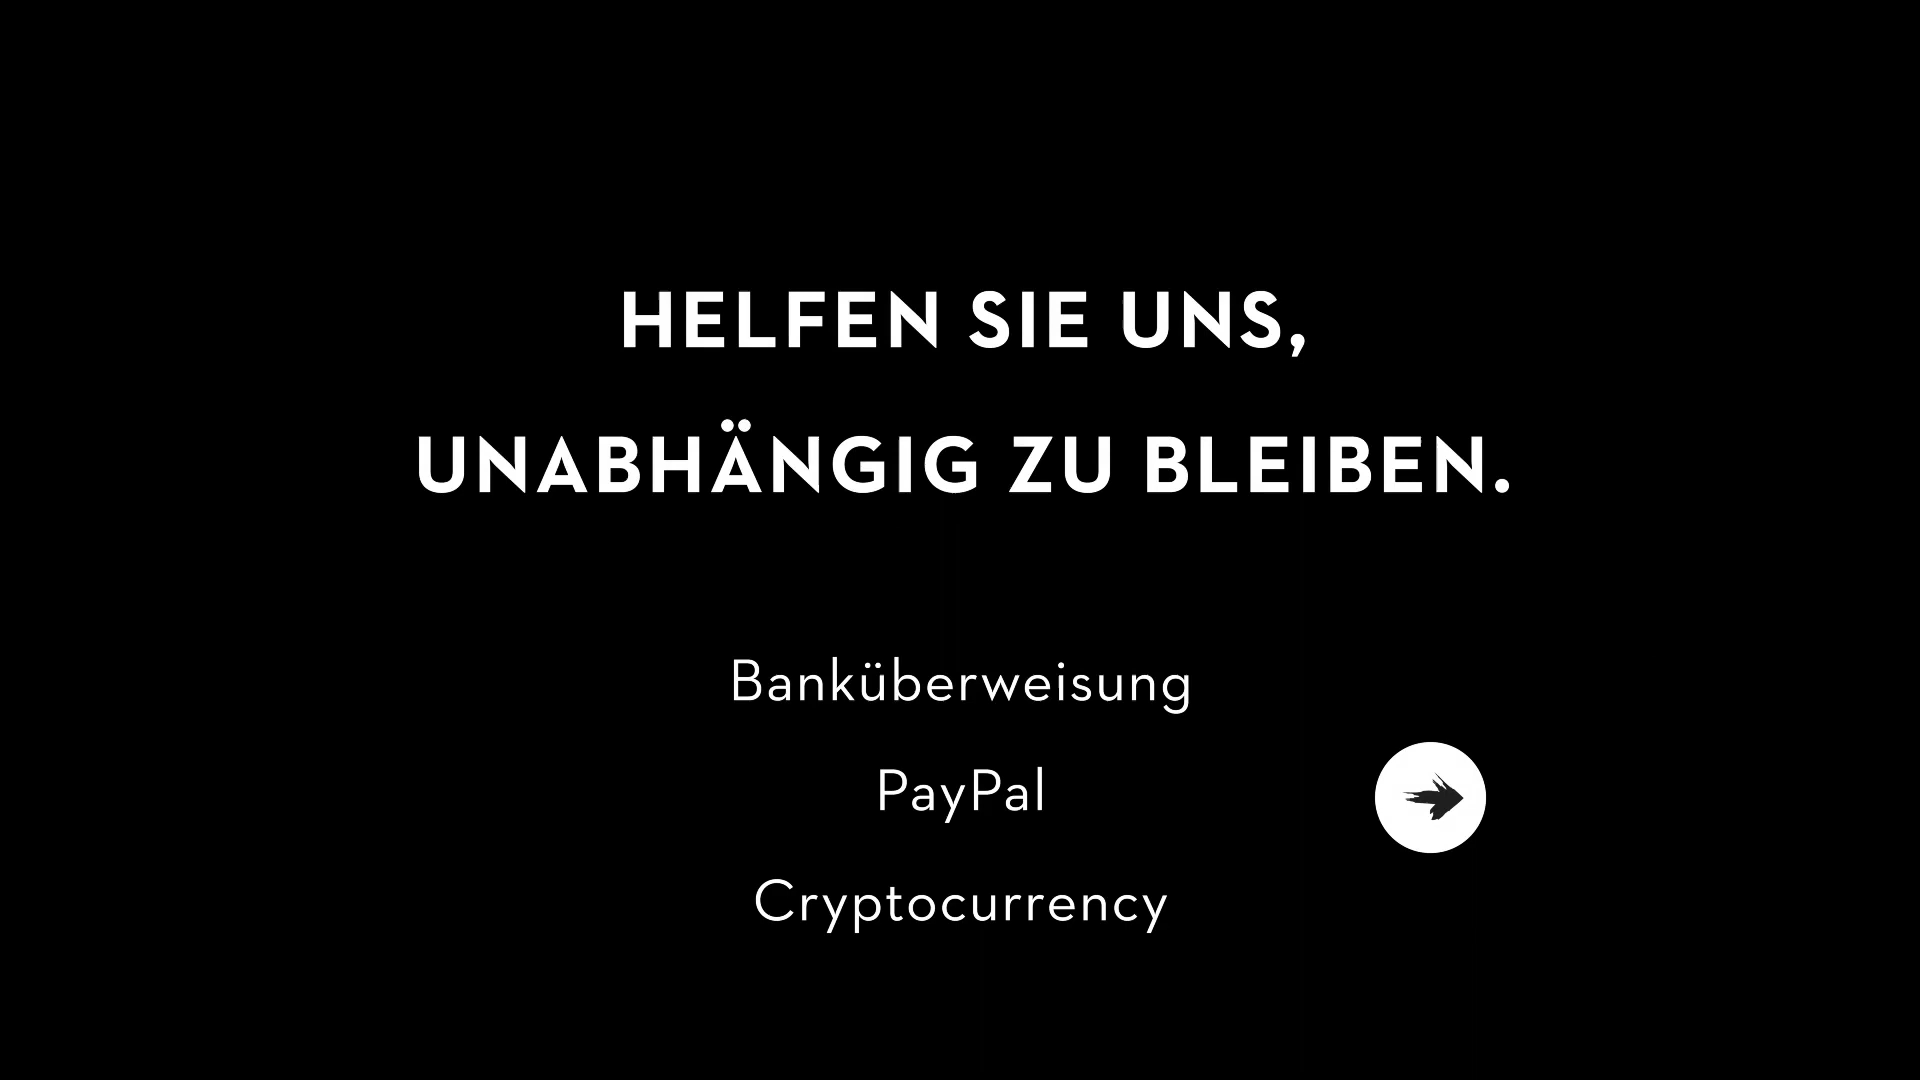 HELFEN SIE UNS,
UNABHÄNGIG ZU BLEIBEN.
Banküberweisung
PayPal
Cryptocurrency